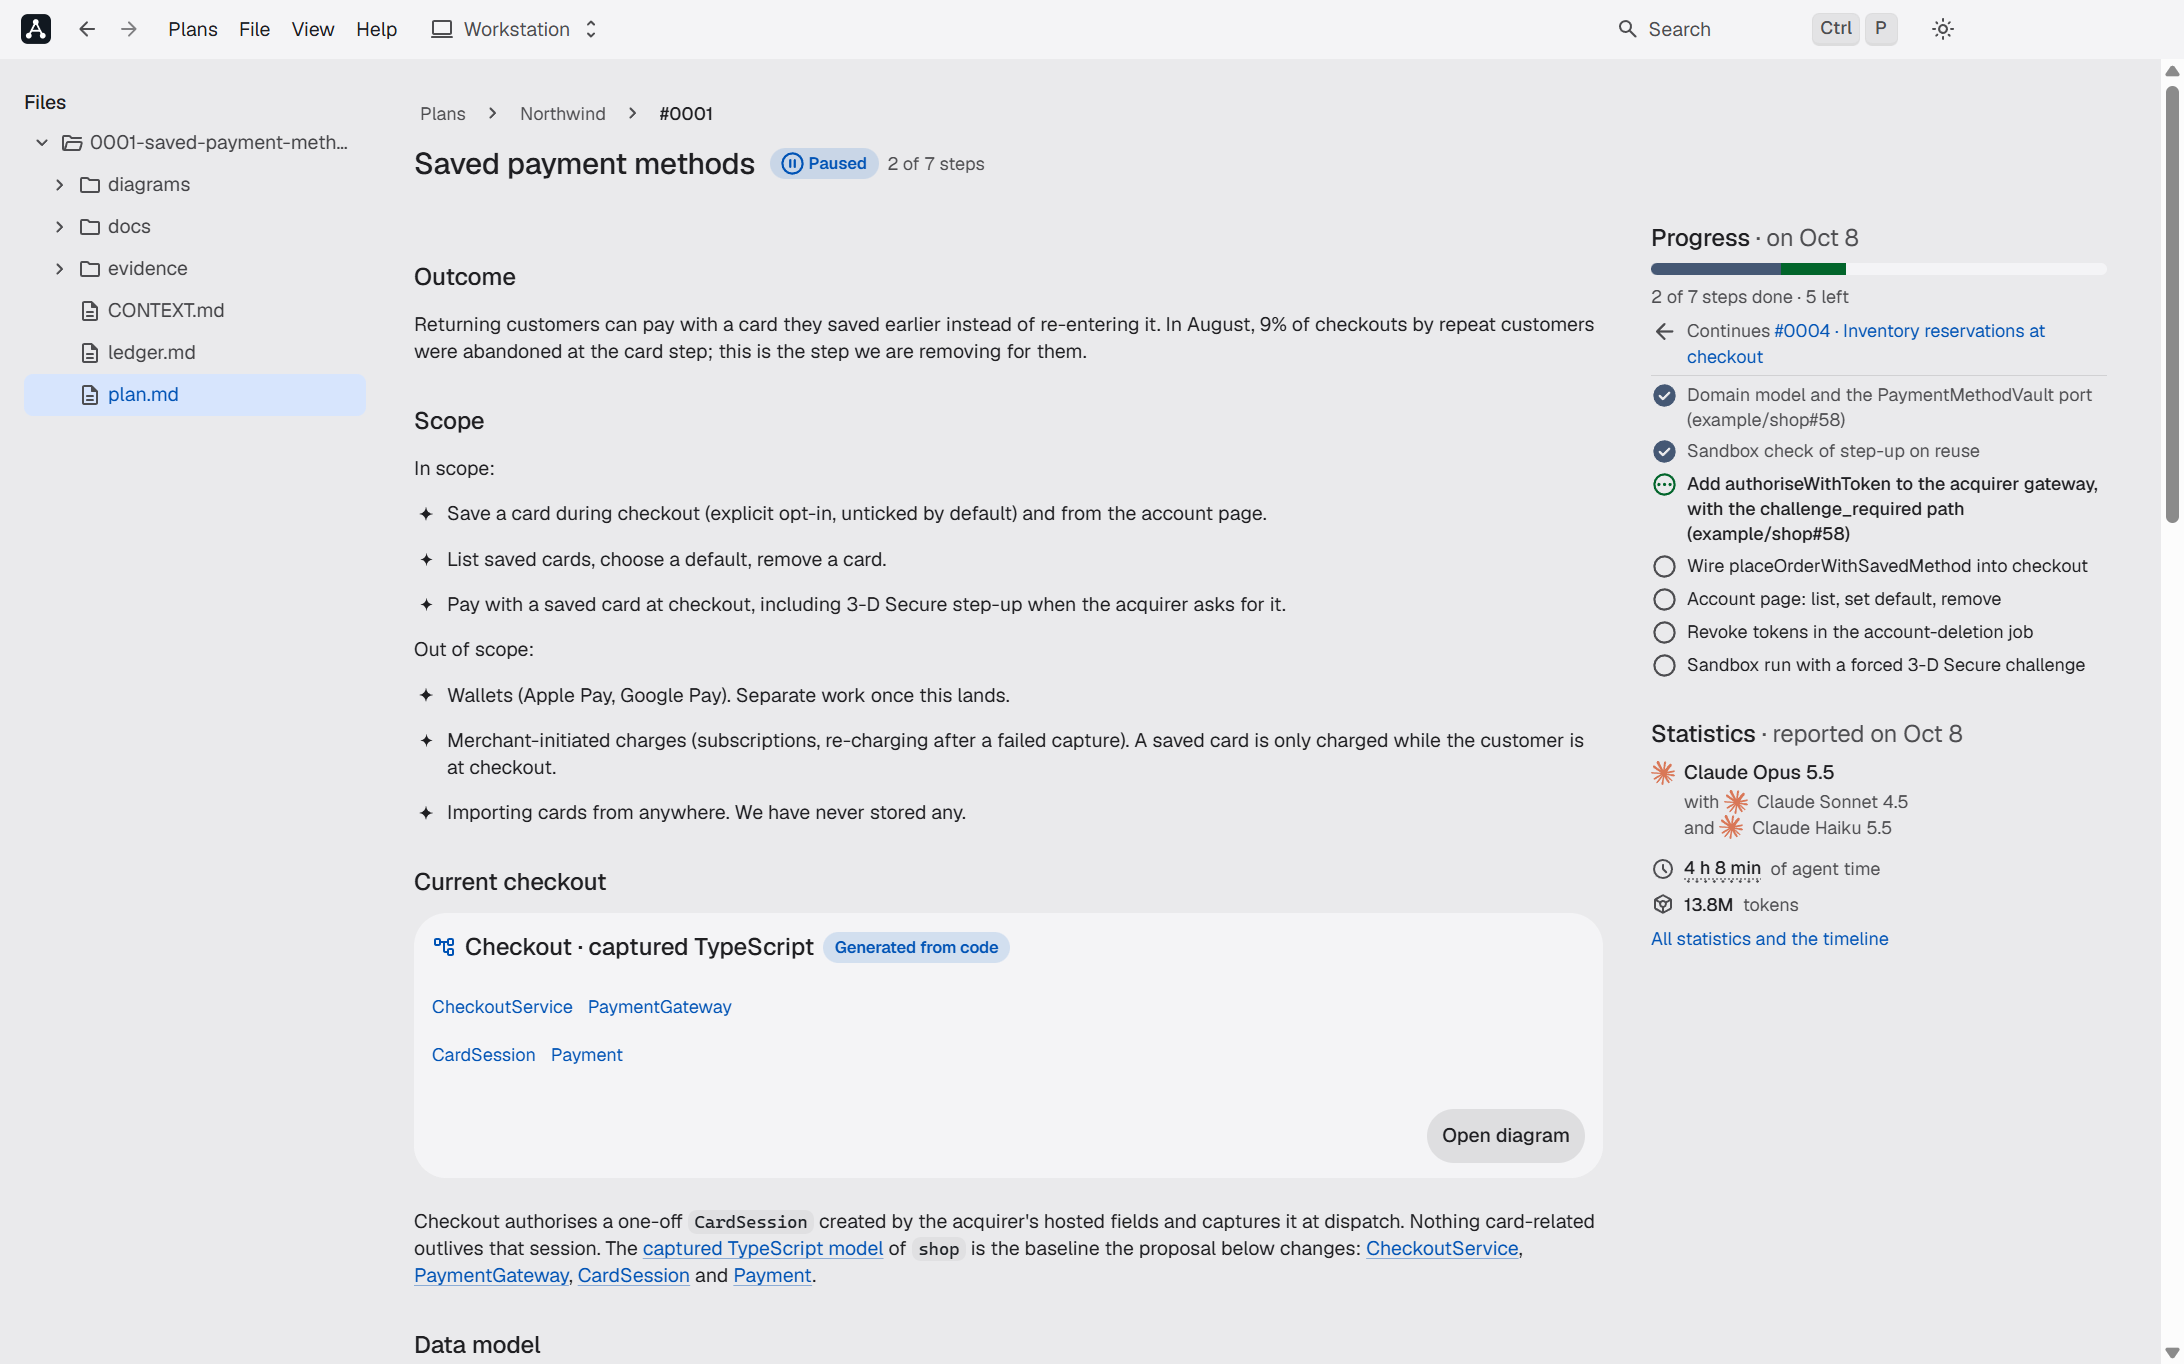 Plans File View Help Workstation Search Ctrl P
Files
0001-saved-payment-meth...
diagrams
docs
evidence
CONTEXT.md
ledger.md
plan.md
Plans Northwind #0001
Saved payment methods Paused 2 of 7 steps
Outcome
Returning customers can pay with a card they saved earlier instead of re-entering it. In August, 9% of checkouts by repeat customers
were abandoned at the card step; this is the step we are removing for them.
Scope
In scope:
Save a card during checkout (explicit opt-in, unticked by default) and from the account page.
List saved cards, choose a default, remove a card.
Pay with a saved card at checkout, including 3-D Secure step-up when the acquirer asks for it.
Out of scope:
Wallets (Apple Pay, Google Pay). Separate work once this lands.
Merchant-initiated charges (subscriptions, re-charging after a failed capture). A saved card is only charged while the customer is
at checkout.
Importing cards from anywhere. We have never stored any.
Current checkout
Checkout · captured TypeScript Generated from code
CheckoutService PaymentGateway
CardSession Payment
Open diagram
Checkout authorises a one-off CardSession created by the acquirer's hosted fields and captures it at dispatch. Nothing card-related
outlives that session. The captured TypeScript model of shop is the baseline the proposal below changes: CheckoutService,
PaymentGateway, CardSession and Payment.
Data model
Progress · on Oct 8
2 of 7 steps done · 5 left
Continues #0004 · Inventory reservations at
checkout
Domain model and the PaymentMethodVault port
(example/shop#58)
Sandbox check of step-up on reuse
Add authoriseWithToken to the acquirer gateway,
with the challenge_required path
(example/shop#58)
Wire placeOrderWithSavedMethod into checkout
Account page: list, set default, remove
Revoke tokens in the account-deletion job
Sandbox run with a forced 3-D Secure challenge
Statistics · reported on Oct 8
Claude Opus 5.5
with Claude Sonnet 4.5
and Claude Haiku 5.5
4 h 8 min of agent time
13.8M tokens
All statistics and the timeline